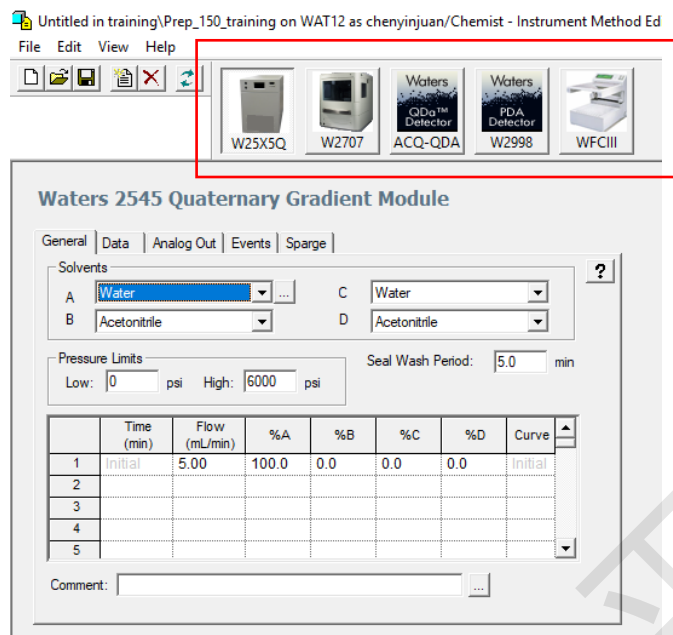 Untitled in training\Prep_150_training on WAT12 as chenyinjuan/Chemist - Instrument Method Ed
File Edit View Help
Waters QDa™ Detector
Waters PDA Detector
W25X5Q W2707 ACQ-QDA W2998 WFCIII
Waters 2545 Quaternary Gradient Module
General Data Analog Out Events Sparge
Solvents
?
A Water ... C Water
B Acetonitrile D Acetonitrile
Pressure Limits
Low: 0 psi High: 6000 psi Seal Wash Period: 5.0 min
Time (min) Flow (mL/min) %A %B %C %D Curve
1 Initial 5.00 100.0 0.0 0.0 0.0 Initial
2
3
4
5
Comment: ...